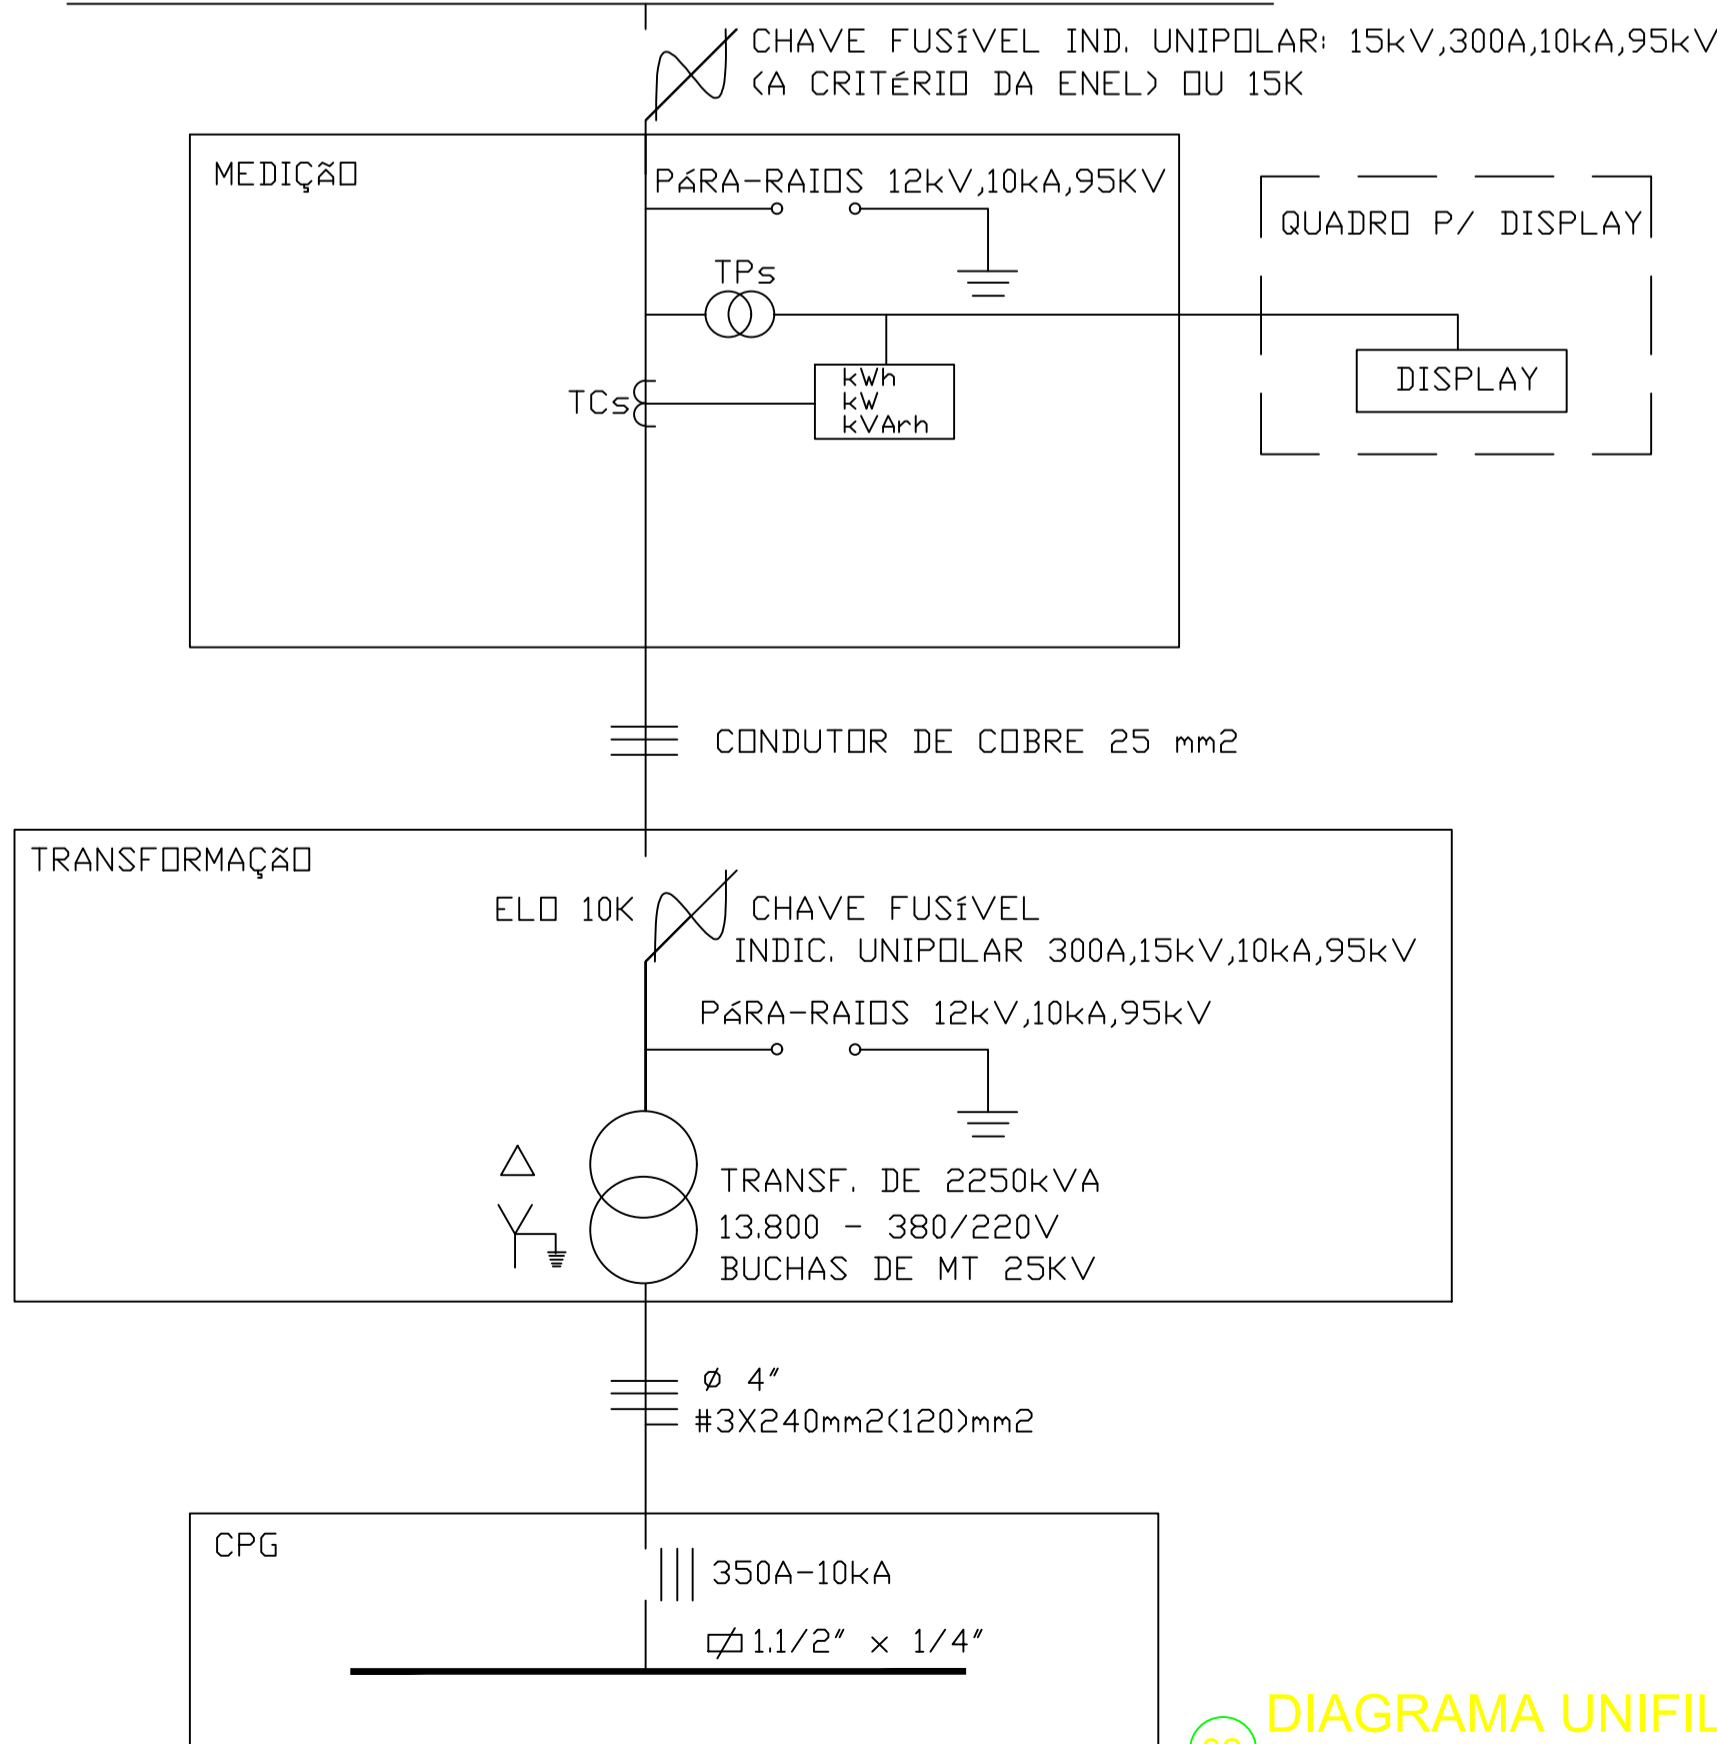 CHAVE FUSíVEL IND. UNIPOLAR: 15kV,300A,10kA,95kV
(A CRITéRIO DA ENEL) OU 15K
MEDIÇÃO
PáRA-RAIOS 12kV,10kA,95KV
QUADRO P/ DISPLAY
TPs
kWh
kW
kVArh
DISPLAY
TCs
CONDUTOR DE COBRE 25 mm2
TRANSFORMAÇÃO
ELO 10K
CHAVE FUSíVEL
INDIC. UNIPOLAR 300A,15kV,10kA,95kV
PáRA-RAIOS 12kV,10kA,95kV
TRANSF. DE 2250kVA
13.800 - 380/220V
BUCHAS DE MT 25KV
Ø 4"
#3X240mm2(120)mm2
CPG
350A-10kA
1.1/2" x 1/4"
DIAGRAMA UNIFIL